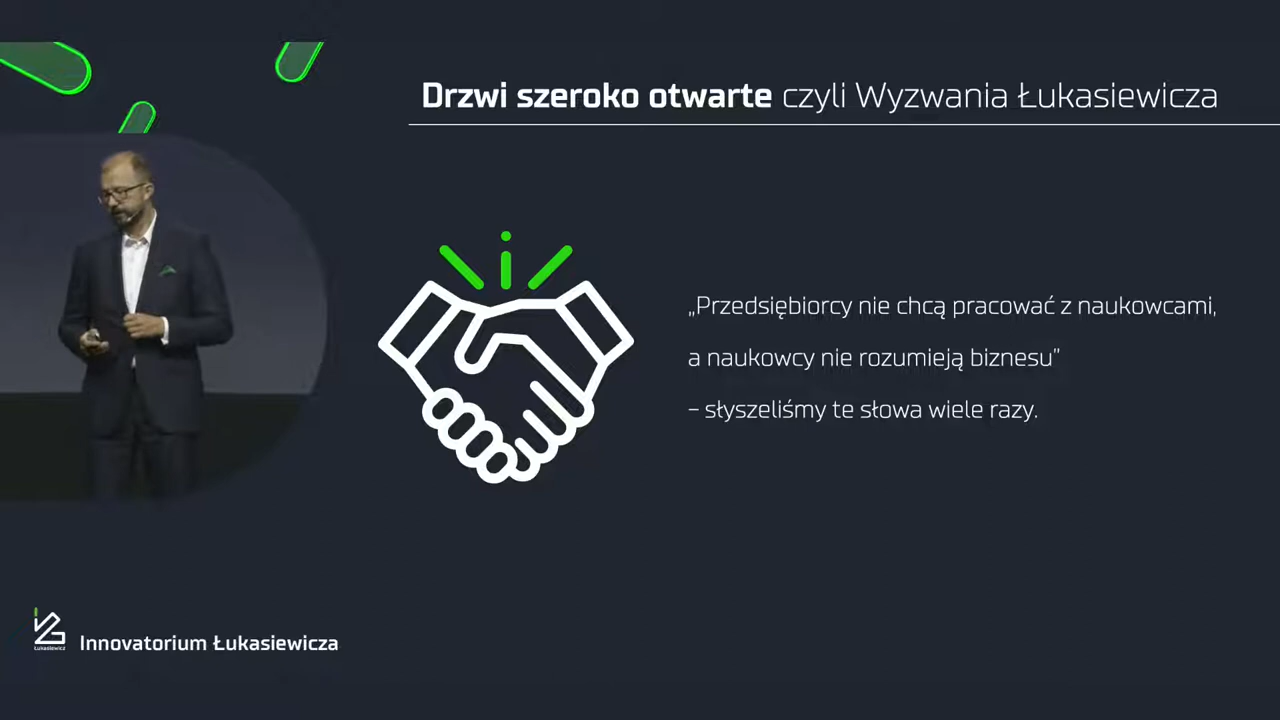 Drzwi szeroko otwarte czyli Wyzwania Łukasiewicza
„Przedsiębiorcy nie chcą pracować z naukowcami,
a naukowcy nie rozumieją biznesu”
– słyszeliśmy te słowa wiele razy.
Łukasiewicz
Innovatorium Łukasiewicza